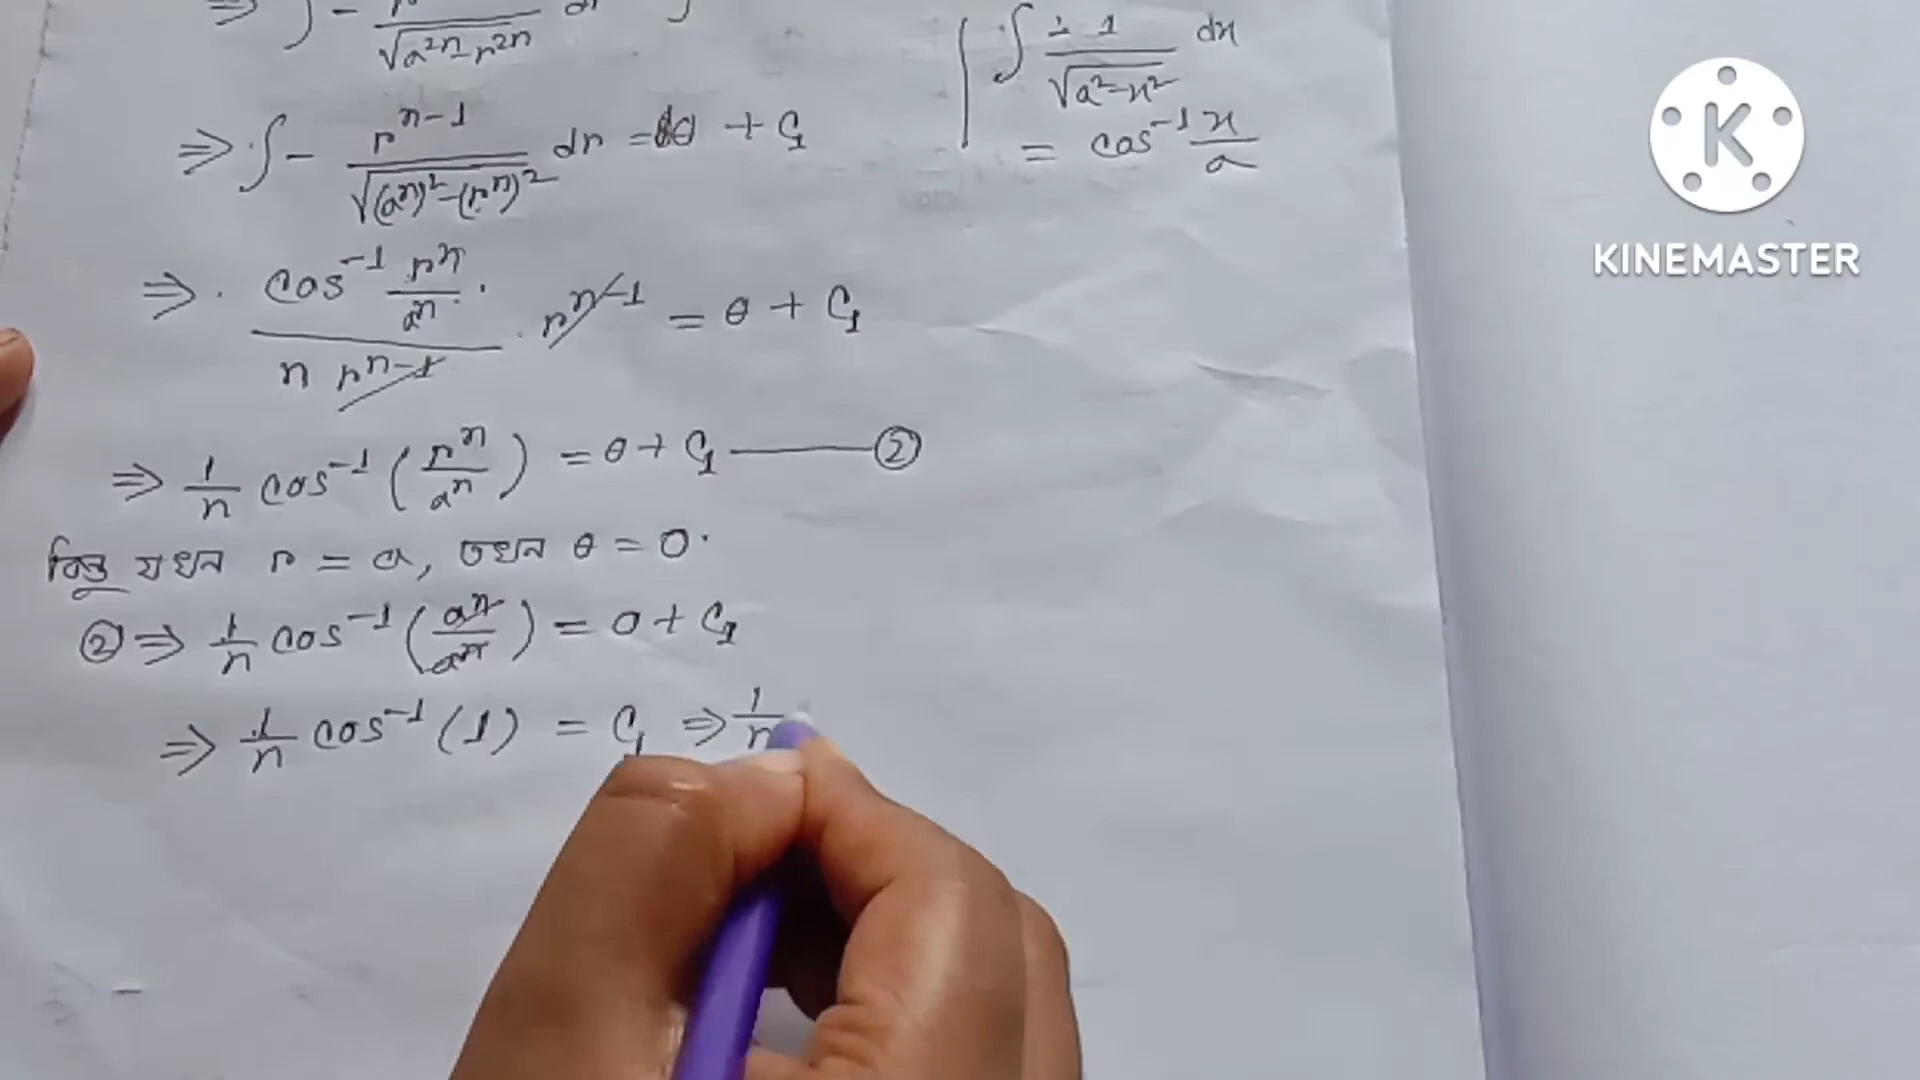 ⇒ ∫ - r / √(a²ⁿ - r²ⁿ) dr
⇒ ∫ - rⁿ⁻¹ / √((aⁿ)² - (rⁿ)²) dr = θ + C₁
⇒ cos⁻¹ rⁿ/aⁿ / n rⁿ⁻¹ · rⁿ⁻¹ = θ + C₁
⇒ 1/n cos⁻¹ (rⁿ/aⁿ) = θ + C₁ —— ②
কিন্তু যখন r = a, তখন θ = 0.
② ⇒ 1/n cos⁻¹ (aⁿ/aⁿ) = 0 + C₁
⇒ 1/n cos⁻¹ (1) = C₁ ⇒ 1/n
∫ - 1 / √(a² - x²) dx
= cos⁻¹ x/a
K
KINEMASTER